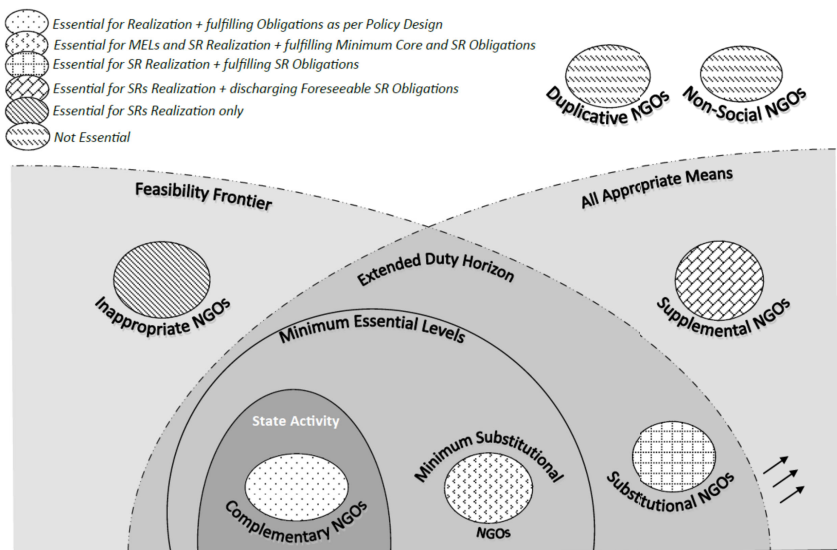 Essential for Realization + fulfilling Obligations as per Policy Design
Essential for MELs and SR Realization + fulfilling Minimum Core and SR Obligations
Essential for SR Realization + fulfilling SR Obligations
Essential for SRs Realization + discharging Foreseeable SR Obligations
Essential for SRs Realization only
Not Essential
Duplicative NGOs
Non-Social NGOs
Feasibility Frontier
All Appropriate Means
Extended Duty Horizon
Inappropriate NGOs
Supplemental NGOs
Minimum Essential Levels
State Activity
Complementary NGOs
Minimum Substitutional
NGOs
Substitutional NGOs